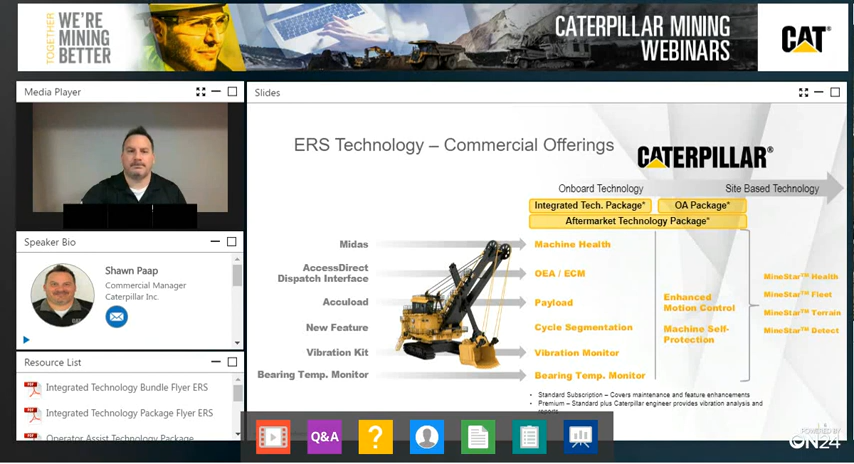 TOGETHER
WE'RE
MINING
BETTER
CATERPILLAR MINING
WEBINARS
CAT®
Media Player
Speaker Bio
Shawn Paap
Commercial Manager
Caterpillar Inc.
Resource List
Integrated Technology Bundle Flyer ERS
Integrated Technology Package Flyer ERS
Operator Assist Technology Package
Slides
ERS Technology – Commercial Offerings
CATERPILLAR®
Onboard Technology
Site Based Technology
Integrated Tech. Package*
OA Package*
Aftermarket Technology Package*
Midas
Machine Health
AccessDirect
Dispatch Interface
OEA / ECM
Accuload
Payload
New Feature
Cycle Segmentation
Vibration Kit
Vibration Monitor
Bearing Temp. Monitor
Bearing Temp. Monitor
Enhanced
Motion Control
Machine Self-
Protection
MineStar™ Health
MineStar™ Fleet
MineStar™ Terrain
MineStar™ Detect
• Standard Subscription – Covers maintenance and feature enhancements
• Premium – Standard plus Caterpillar engineer provides vibration analysis and
reports
Q&A
?
POWERED BY
ON24